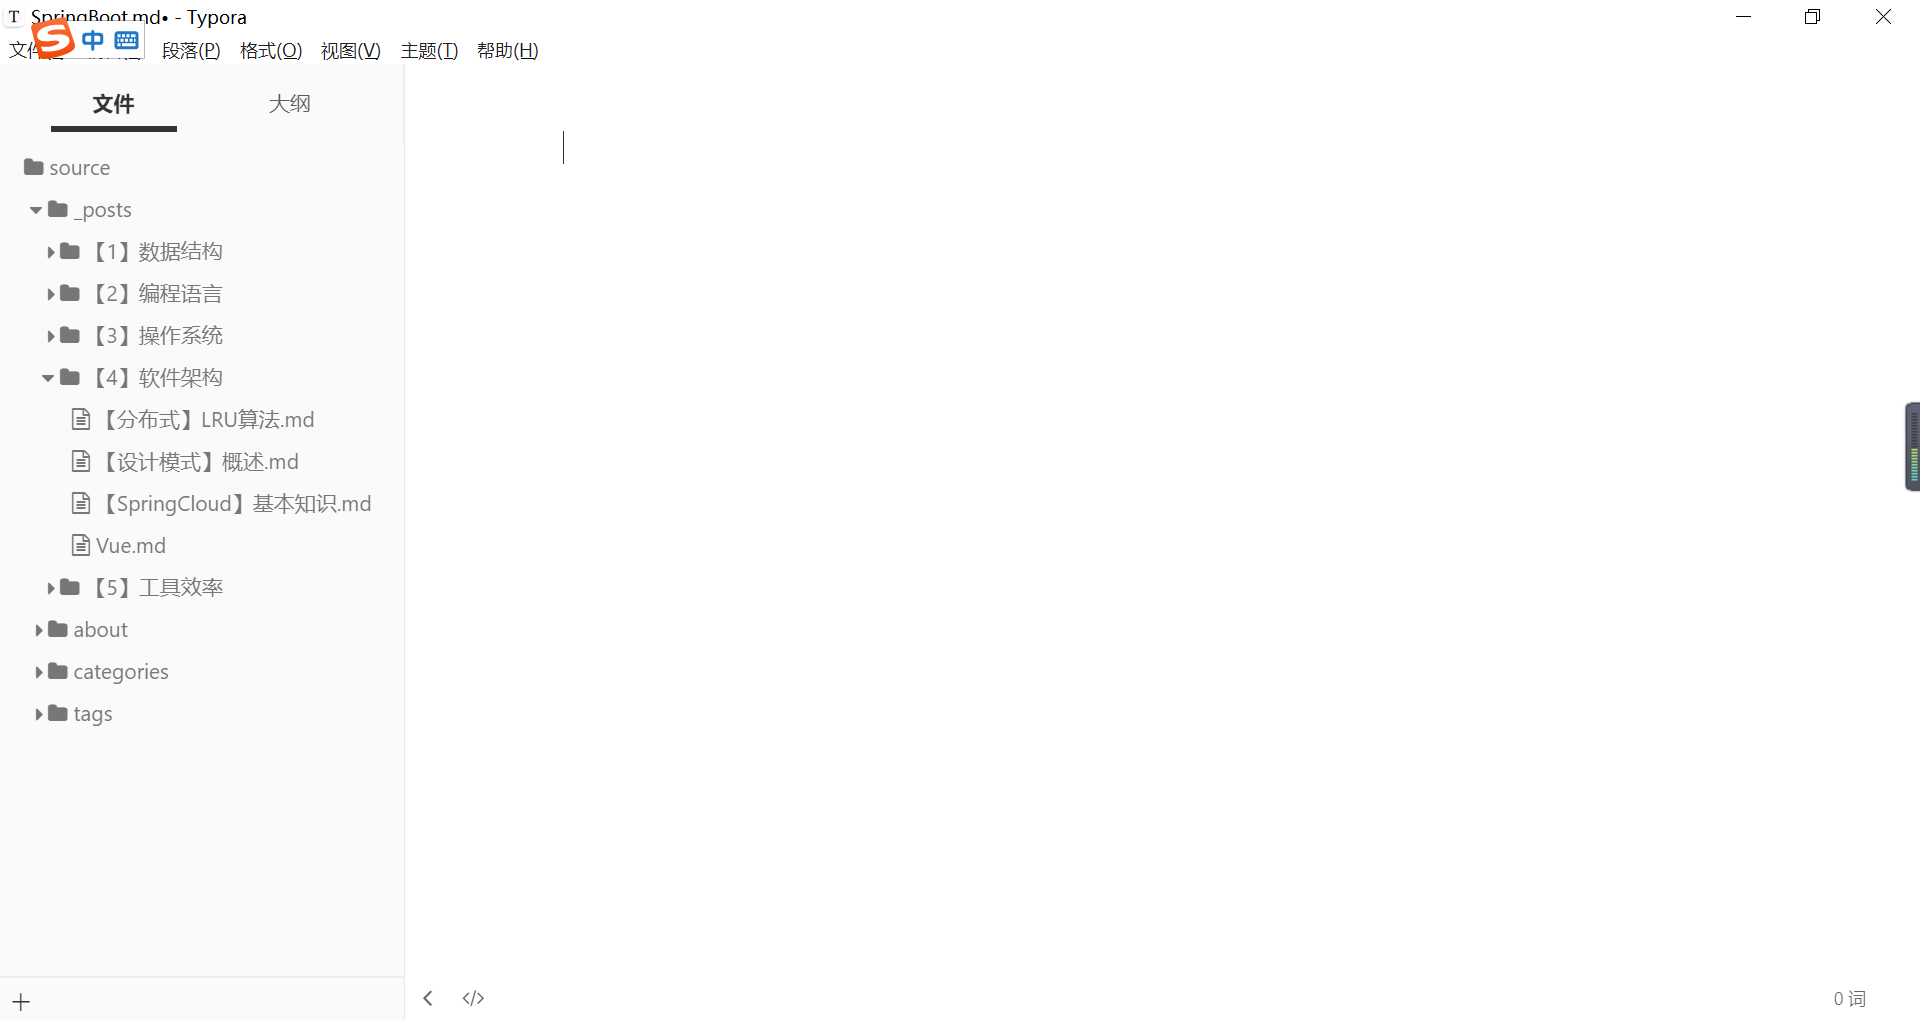 T SpringBoot.md• - Typora
文件 中 段落(P) 格式(O) 视图(V) 主题(T) 帮助(H)
文件 大纲
source
_posts
【1】数据结构
【2】编程语言
【3】操作系统
【4】软件架构
【分布式】LRU算法.md
【设计模式】概述.md
【SpringCloud】基本知识.md
Vue.md
【5】工具效率
about
categories
tags
</> 0 词